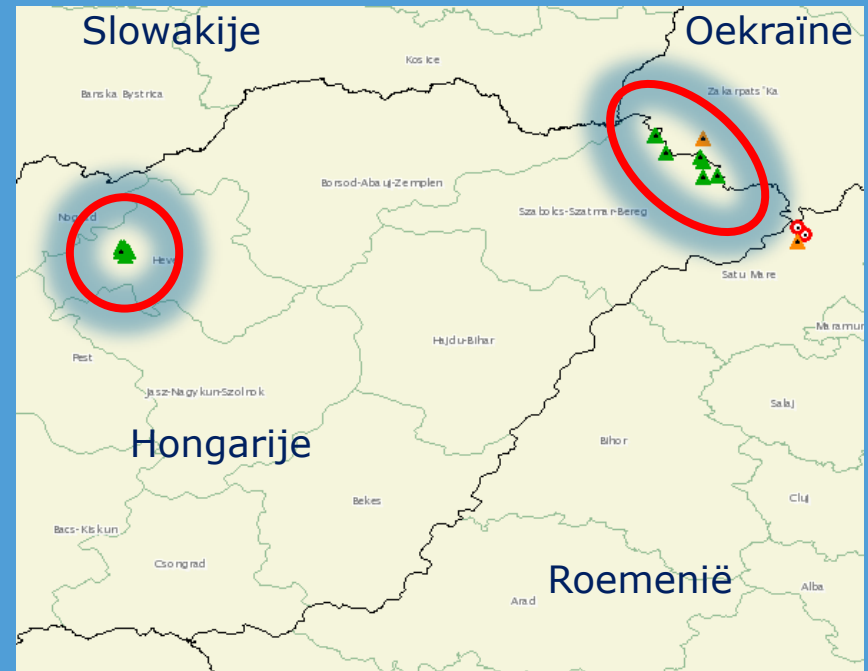 Slowakije
Oekraïne
Kosice
Banska Bystrica
Zakarpats`Ka
Borsod-Abauj-Zemplen
Nograd
Szabolcs-Szatmar-Bereg
Heve
Satu Mare
Maramur
Hajdu-Bihar
Pest
Jasz-Nagykun-Szolnok
Salaj
Hongarije
Bihor
Bekes
Cluj
Bacs-Kiskun
Csongrad
Roemenië
Alba
Arad